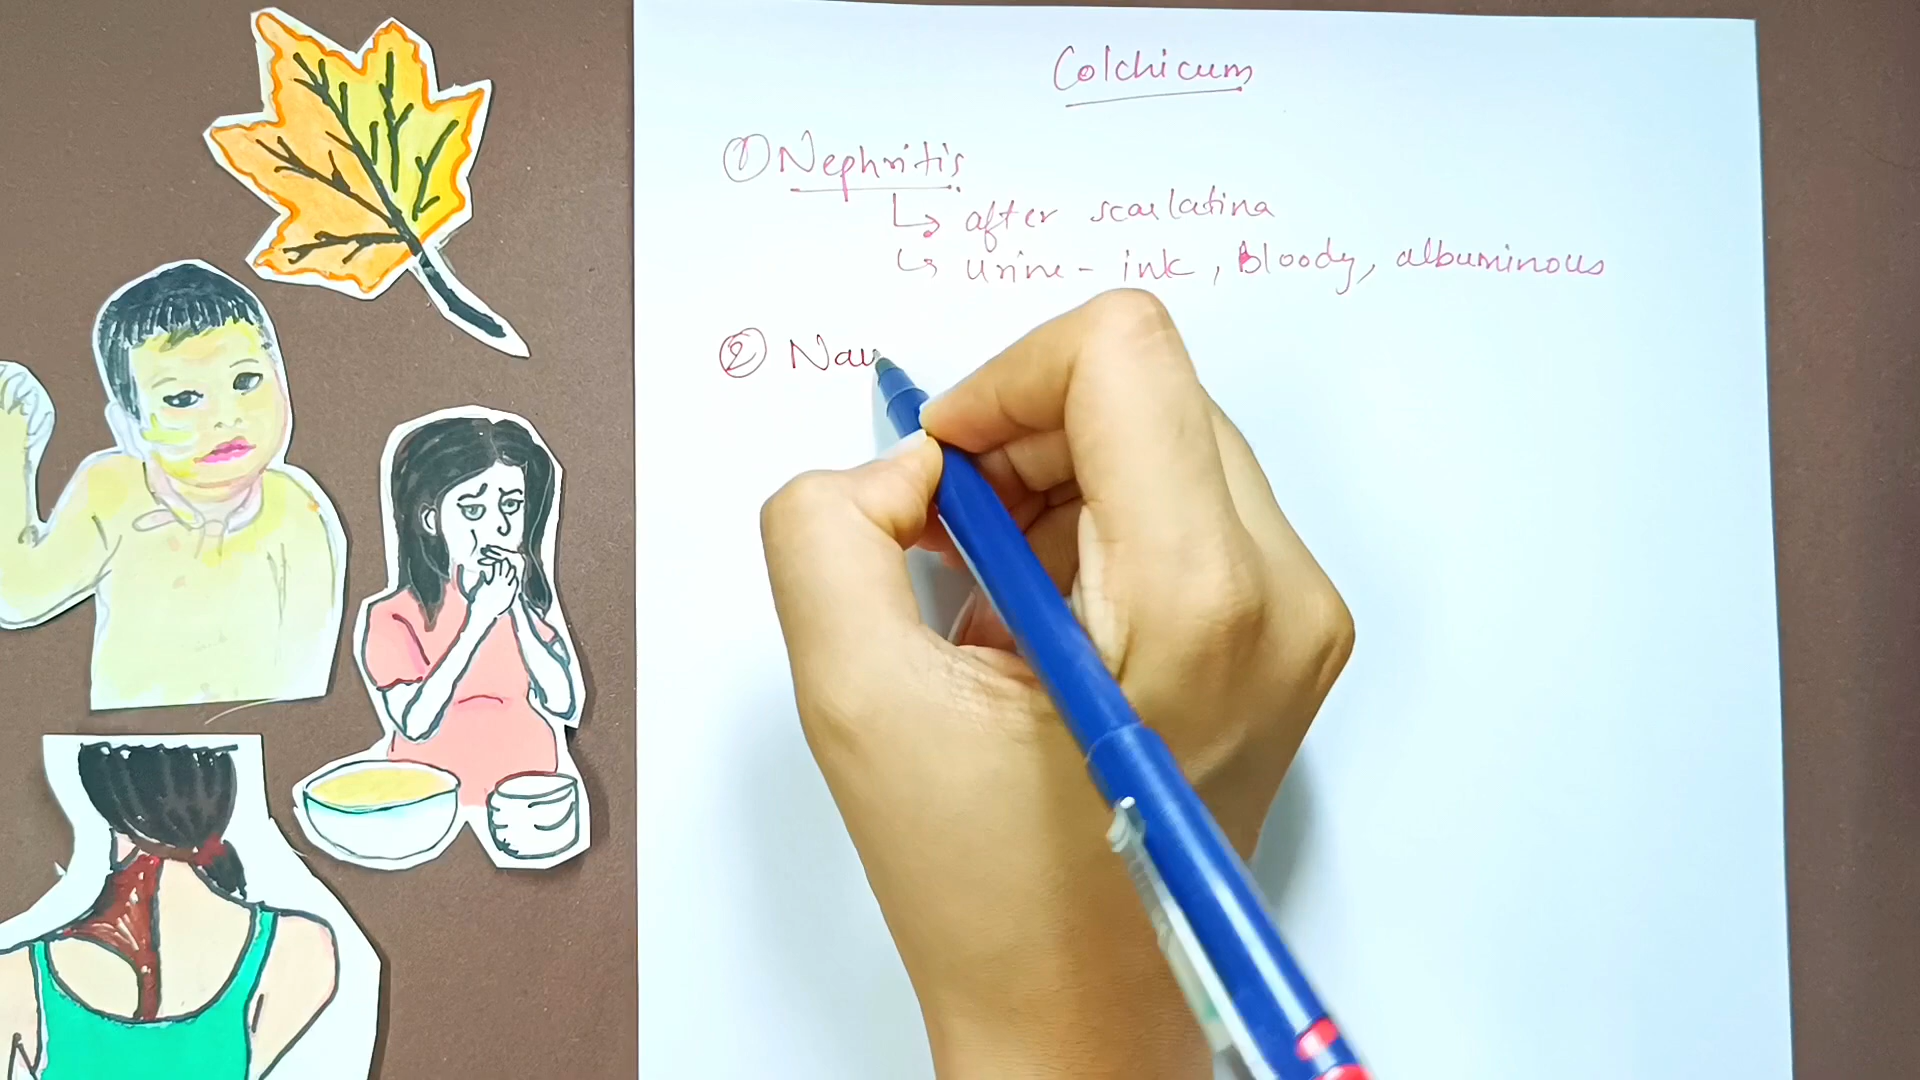 Colchicum
① Nephritis
↳ after scarlatina
↳ urine - ink, Bloody, albuminous
② Nau